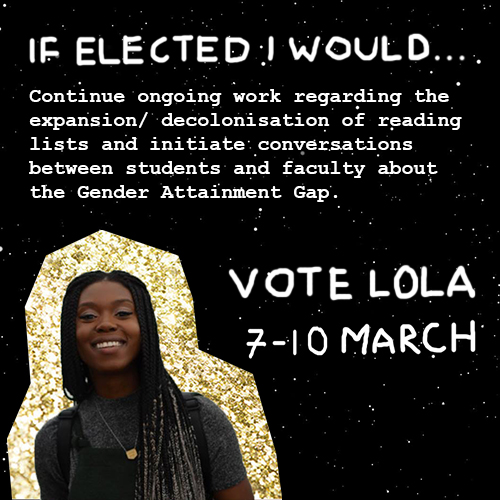 IF ELECTED I WOULD...
Continue ongoing work regarding the
expansion/ decolonisation of reading
lists and initiate conversations
between students and faculty about
the Gender Attainment Gap.
VOTE LOLA
7-10 MARCH